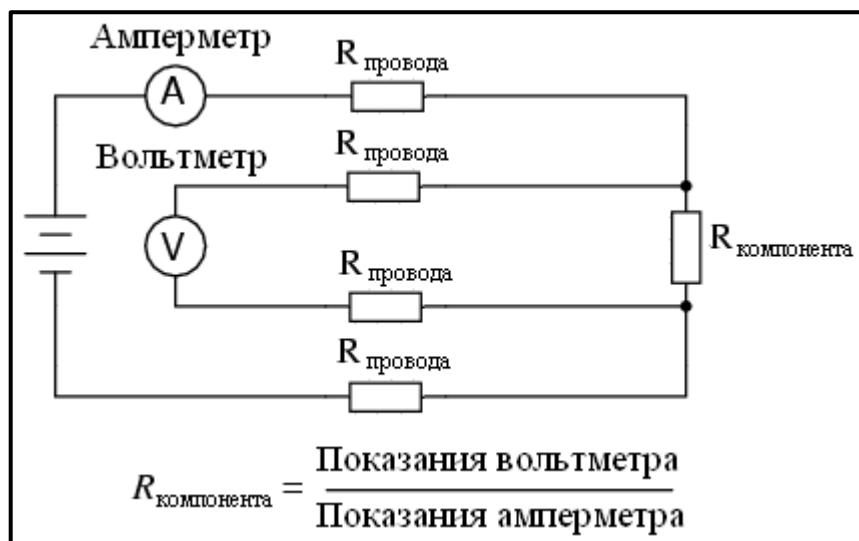 Амперметр
R провода
A
Вольтметр
R провода
V
R компонента
R провода
R провода
R компонента = Показания вольтметра
Показания амперметра